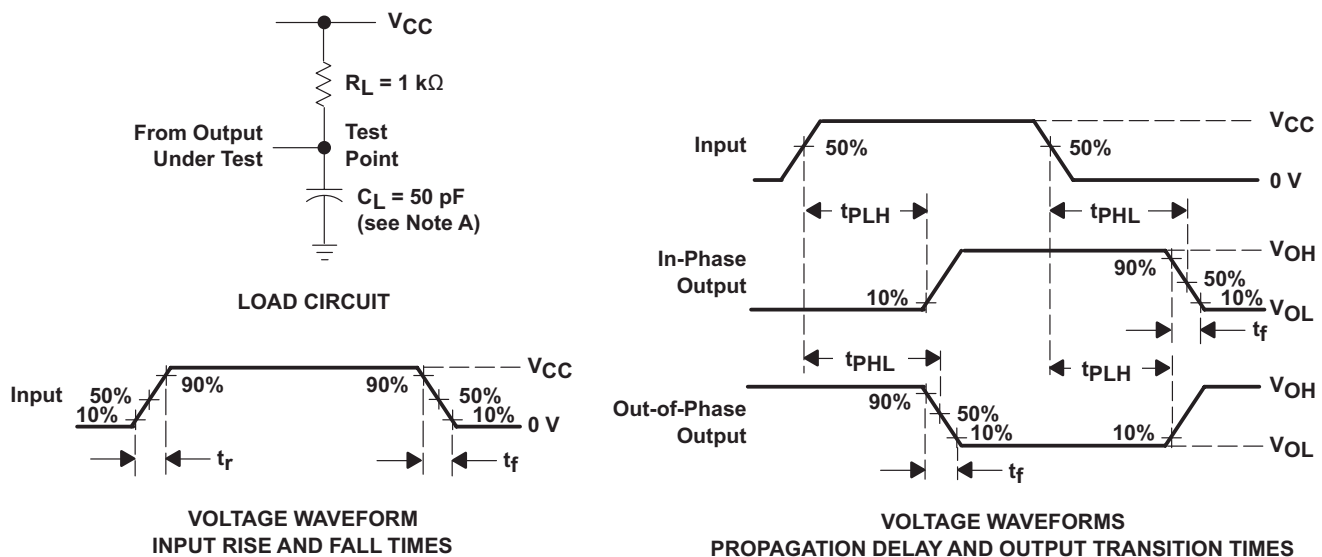 VCC
RL = 1 kΩ
From Output
Under Test
Test
Point
CL = 50 pF
(see Note A)
LOAD CIRCUIT
Input
50%
10%
90%
90%
50%
10%
VCC
0 V
tr
tf
VOLTAGE WAVEFORM
INPUT RISE AND FALL TIMES
Input
50%
50%
VCC
0 V
tPLH
tPHL
In-Phase
Output
10%
90%
50%
10%
VOH
VOL
tf
tPHL
tPLH
Out-of-Phase
Output
90%
50%
10%
10%
VOH
VOL
tf
VOLTAGE WAVEFORMS
PROPAGATION DELAY AND OUTPUT TRANSITION TIMES